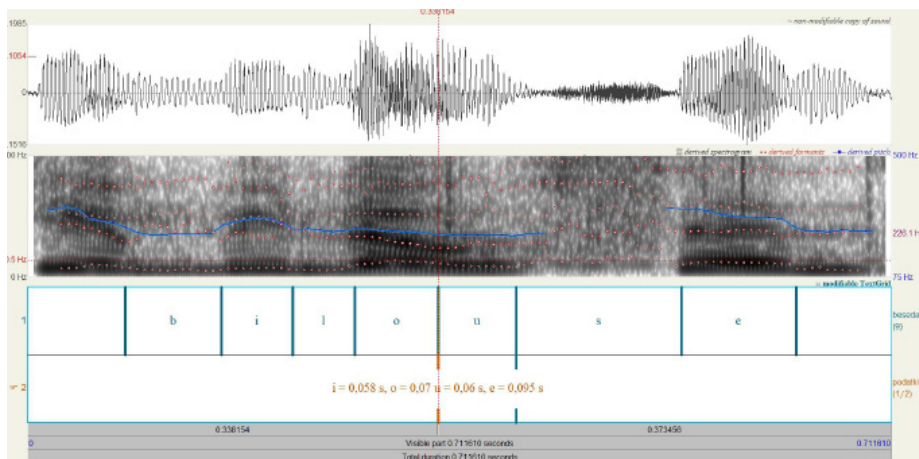 0.338154
.1985
~ non-modifiable copy of sound
.1054
0
.1516
00 Hz
derived spectrogram
derived formants
derived pitch
500 Hz
226.1 H
0.5 Hz
0 Hz
75 Hz
modifiable TextGrid
1
b
i
l
o
u
s
e
beseda
(9)
2
i = 0,058 s, o = 0,07 u = 0,06 s, e = 0,095 s
podatki
(1/2)
0.338154
0.373456
0
Visible part 0.711610 seconds
0.711610
Total duration 0.711610 seconds